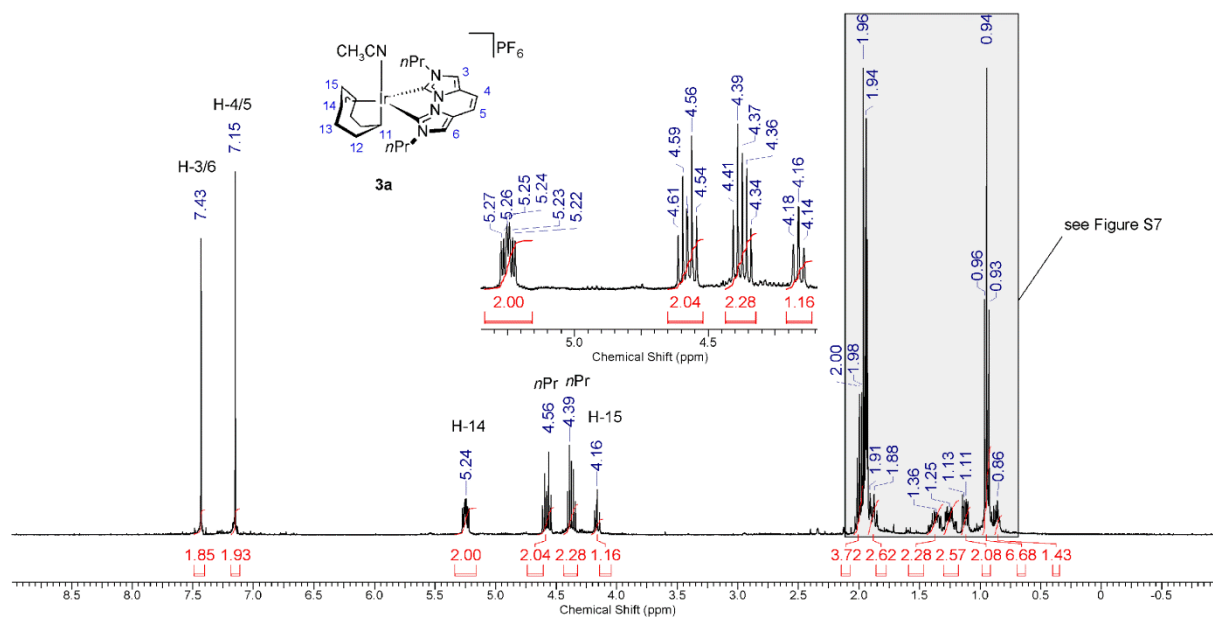 ]PF6
CH3CN
nPr
N
3
15
Ir
N
4
14
N
5
13
11
N
6
12
nPr
3a
H-3/6
7.43
H-4/5
7.15
5.27
5.26
5.25
5.24
5.23
5.22
4.61
4.59
4.56
4.54
4.41
4.39
4.37
4.36
4.34
4.18
4.16
4.14
2.00
2.04
2.28
1.16
5.0
4.5
Chemical Shift (ppm)
1.96
1.94
0.94
see Figure S7
0.96
0.93
2.00
1.98
1.91
1.88
1.36
1.25
1.13
1.11
0.86
H-14
5.24
nPr
4.56
nPr
4.39
H-15
4.16
1.85 1.93 2.00 2.04 2.28 1.16 3.72 2.62 2.28 2.57 2.08 6.68 1.43
8.5 8.0 7.5 7.0 6.5 6.0 5.5 5.0 4.5 4.0 3.5 3.0 2.5 2.0 1.5 1.0 0.5 0 -0.5
Chemical Shift (ppm)